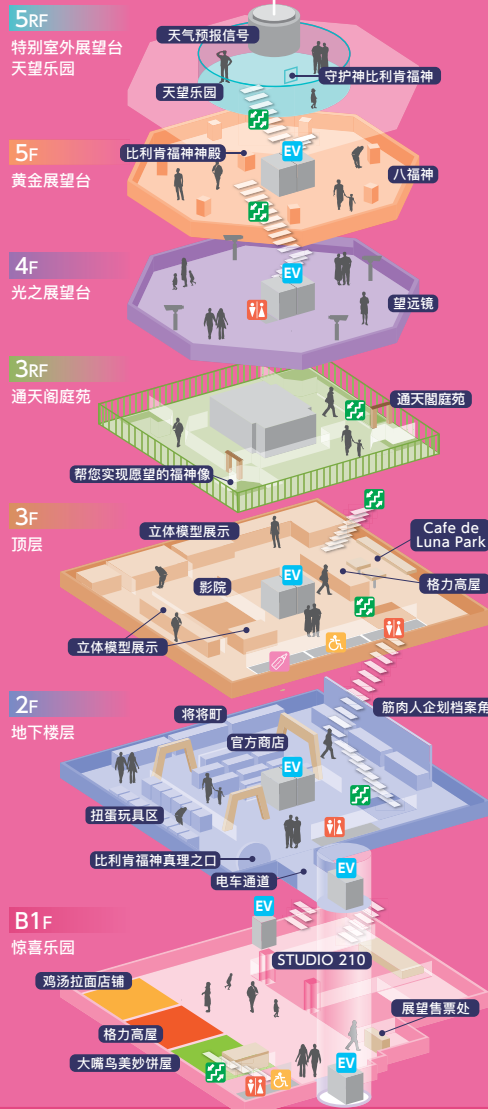 5RF
特别室外展望台
天望乐园
天气预报信号
守护神比利肯福神
天望乐园
5F
黄金展望台
比利肯福神神殿
EV
八福神
4F
光之展望台
EV
望远镜
3RF
通天阁庭苑
通天閣庭苑
帮您实现愿望的福神像
3F
顶层
立体模型展示
Cafe de
Luna Park
影院
EV
格力高屋
立体模型展示
2F
地下楼层
将将町
筋肉人企划档案角
官方商店
EV
扭蛋玩具区
比利肯福神真理之口
电车通道
EV
B1F
惊喜乐园
EV
STUDIO 210
鸡汤拉面店铺
展望售票处
格力高屋
大嘴鸟美妙饼屋
EV